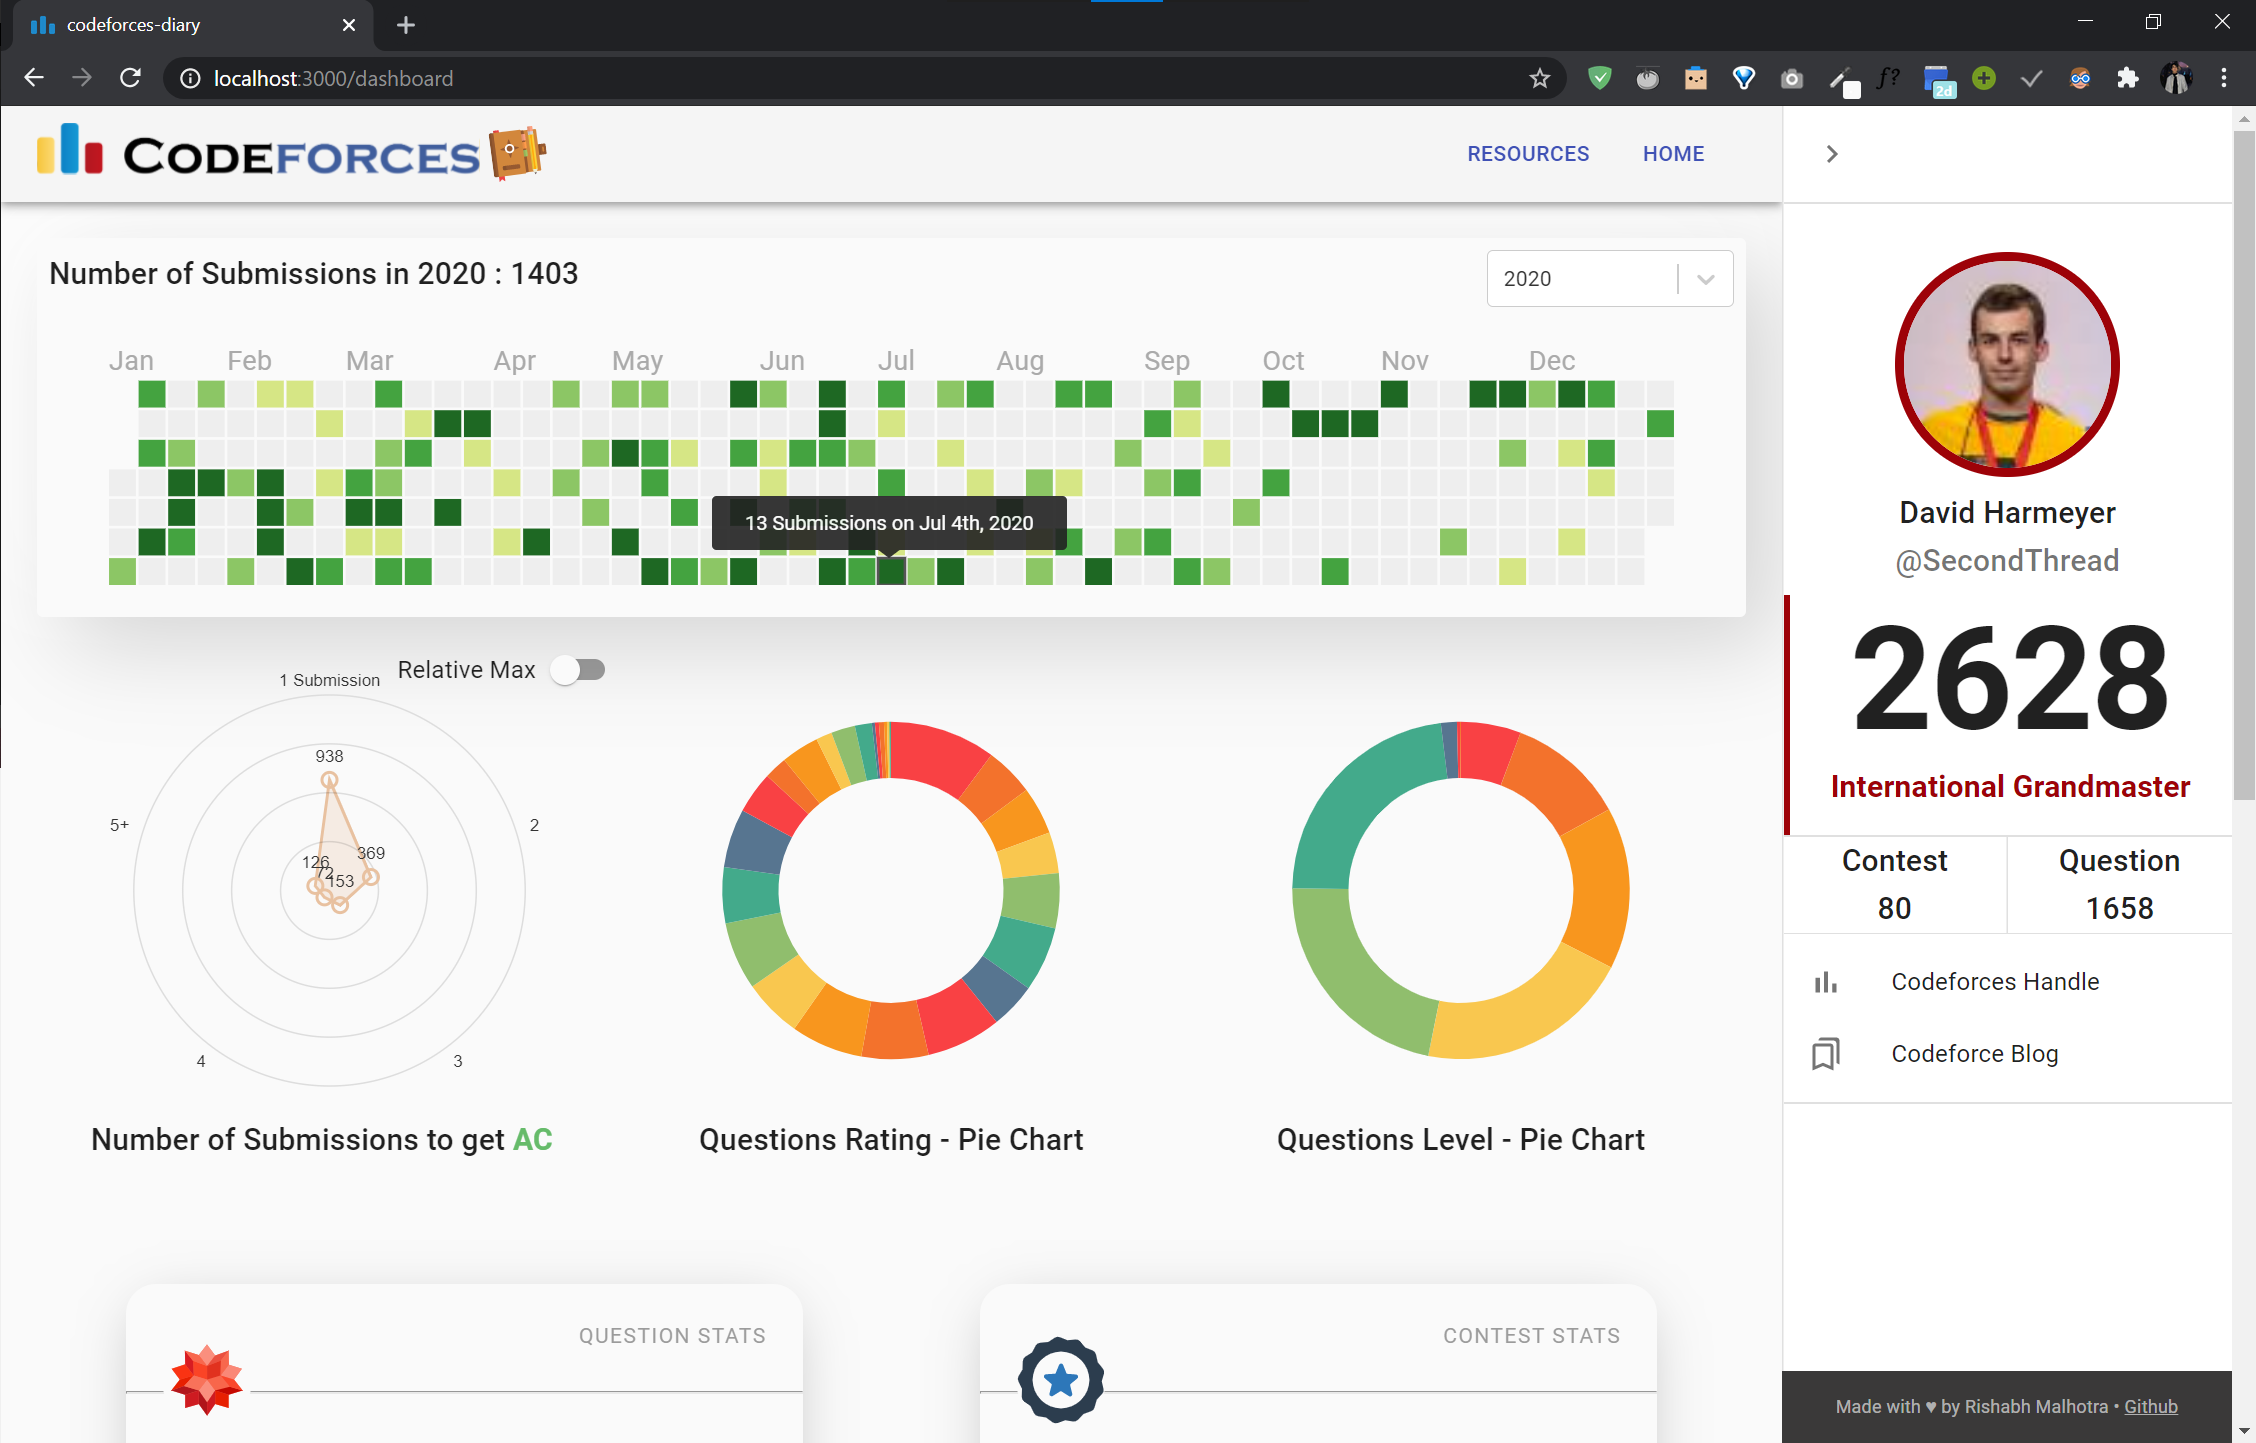 codeforces-diary
localhost:3000/dashboard
f?
2d
CODEFORCES
RESOURCES
HOME
Number of Submissions in 2020 : 1403
2020
Jan Feb Mar Apr May Jun Jul Aug Sep Oct Nov Dec
13 Submissions on Jul 4th, 2020
Relative Max
1 Submission
938
5+
2
369
126
72
153
4
3
Number of Submissions to get AC
Questions Rating - Pie Chart
Questions Level - Pie Chart
QUESTION STATS
CONTEST STATS
David Harmeyer
@SecondThread
2628
International Grandmaster
Contest
80
Question
1658
Codeforces Handle
Codeforce Blog
Made with ♥ by Rishabh Malhotra • Github